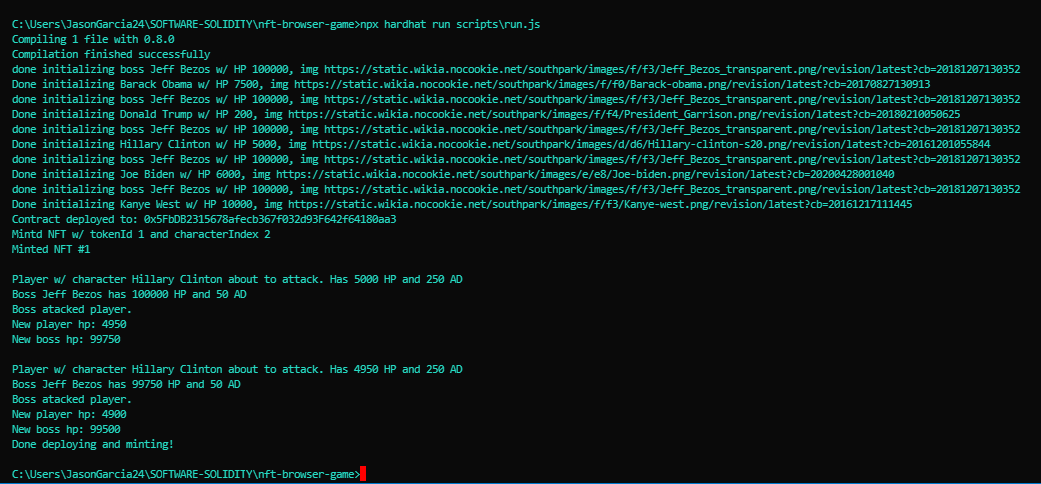 C:\Users\JasonGarcia24\SOFTWARE-SOLIDITY\nft-browser-game>npx hardhat run scripts\run.js
Compiling 1 file with 0.8.0
Compilation finished successfully
done initializing boss Jeff Bezos w/ HP 100000, img https://static.wikia.nocookie.net/southpark/images/f/f3/Jeff_Bezos_transparent.png/revision/latest?cb=20181207130352
Done initializing Barack Obama w/ HP 7500, img https://static.wikia.nocookie.net/southpark/images/f/f0/Barack-obama.png/revision/latest?cb=20170827130913
done initializing boss Jeff Bezos w/ HP 100000, img https://static.wikia.nocookie.net/southpark/images/f/f3/Jeff_Bezos_transparent.png/revision/latest?cb=20181207130352
Done initializing Donald Trump w/ HP 200, img https://static.wikia.nocookie.net/southpark/images/f/f4/President_Garrison.png/revision/latest?cb=20180210050625
done initializing boss Jeff Bezos w/ HP 100000, img https://static.wikia.nocookie.net/southpark/images/f/f3/Jeff_Bezos_transparent.png/revision/latest?cb=20181207130352
Done initializing Hillary Clinton w/ HP 5000, img https://static.wikia.nocookie.net/southpark/images/d/d6/Hillary-clinton-s20.png/revision/latest?cb=20161201055844
done initializing boss Jeff Bezos w/ HP 100000, img https://static.wikia.nocookie.net/southpark/images/f/f3/Jeff_Bezos_transparent.png/revision/latest?cb=20181207130352
Done initializing Joe Biden w/ HP 6000, img https://static.wikia.nocookie.net/southpark/images/e/e8/Joe-biden.png/revision/latest?cb=20200428001040
done initializing boss Jeff Bezos w/ HP 100000, img https://static.wikia.nocookie.net/southpark/images/f/f3/Jeff_Bezos_transparent.png/revision/latest?cb=20181207130352
Done initializing Kanye West w/ HP 10000, img https://static.wikia.nocookie.net/southpark/images/f/f3/Kanye-west.png/revision/latest?cb=20161217111445
Contract deployed to: 0x5FbDB2315678afecb367f032d93F642f64180aa3
Mintd NFT w/ tokenId 1 and characterIndex 2
Minted NFT #1
Player w/ character Hillary Clinton about to attack. Has 5000 HP and 250 AD
Boss Jeff Bezos has 100000 HP and 50 AD
Boss atacked player.
New player hp: 4950
New boss hp: 99750
Player w/ character Hillary Clinton about to attack. Has 4950 HP and 250 AD
Boss Jeff Bezos has 99750 HP and 50 AD
Boss atacked player.
New player hp: 4900
New boss hp: 99500
Done deploying and minting!
C:\Users\JasonGarcia24\SOFTWARE-SOLIDITY\nft-browser-game>